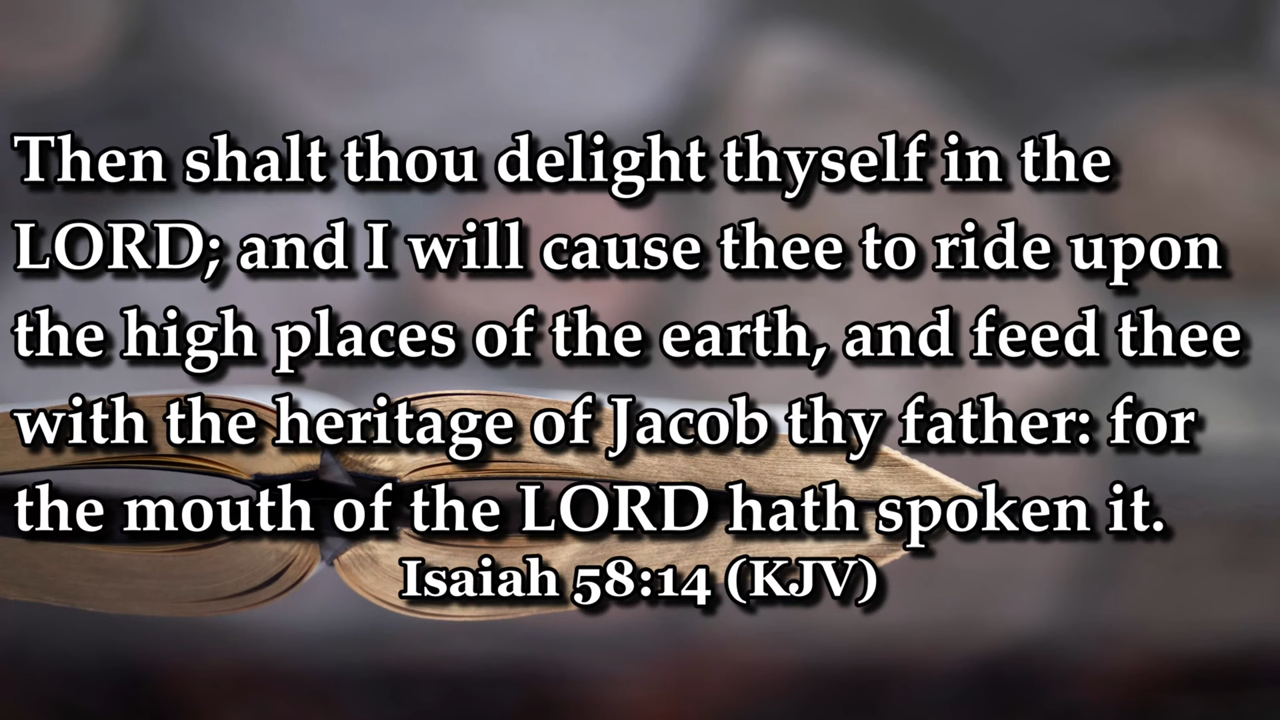 Then shalt thou delight thyself in the
LORD; and I will cause thee to ride upon
the high places of the earth, and feed thee
with the heritage of Jacob thy father: for
the mouth of the LORD hath spoken it.
Isaiah 58:14 (KJV)